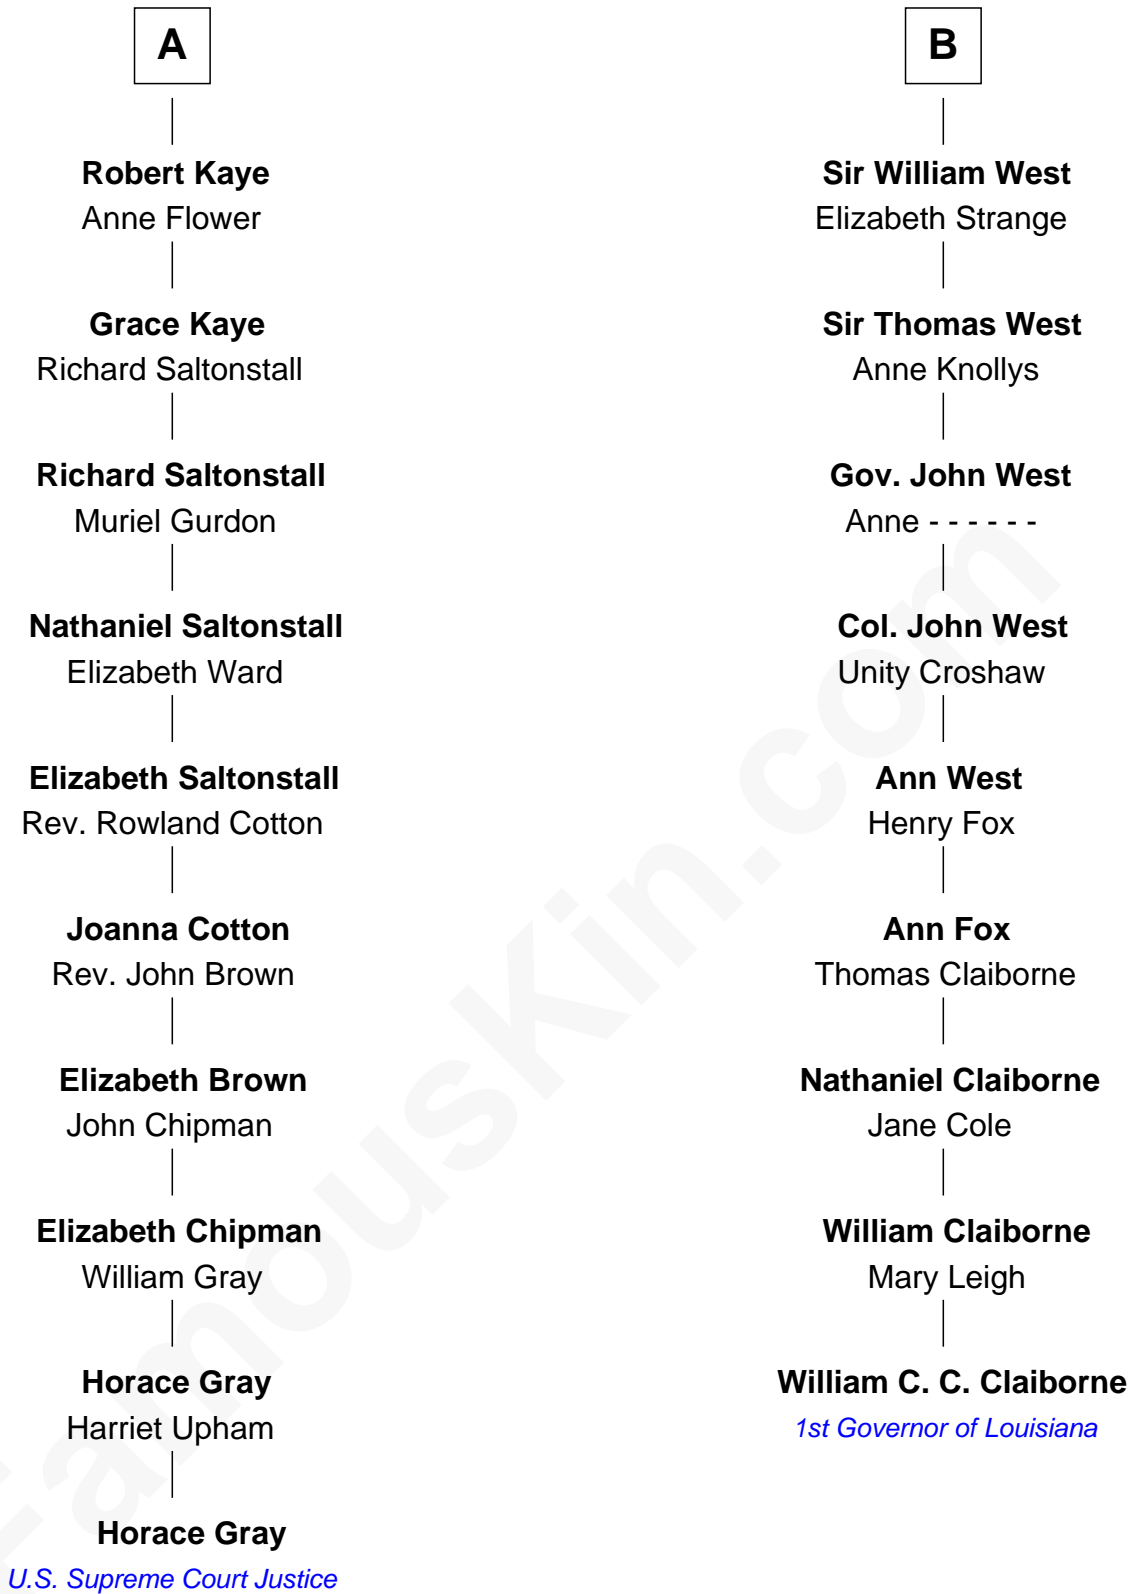 A
Robert Kaye
Anne Flower
Grace Kaye
Richard Saltonstall
Richard Saltonstall
Muriel Gurdon
Nathaniel Saltonstall
Elizabeth Ward
Elizabeth Saltonstall
Rev. Rowland Cotton
Joanna Cotton
Rev. John Brown
Elizabeth Brown
John Chipman
Elizabeth Chipman
William Gray
Horace Gray
Harriet Upham
Horace Gray
U.S. Supreme Court Justice
B
Sir William West
Elizabeth Strange
Sir Thomas West
Anne Knollys
Gov. John West
Anne - - - - - -
Col. John West
Unity Croshaw
Ann West
Henry Fox
Ann Fox
Thomas Claiborne
Nathaniel Claiborne
Jane Cole
William Claiborne
Mary Leigh
William C. C. Claiborne
1st Governor of Louisiana
FamousKin.com